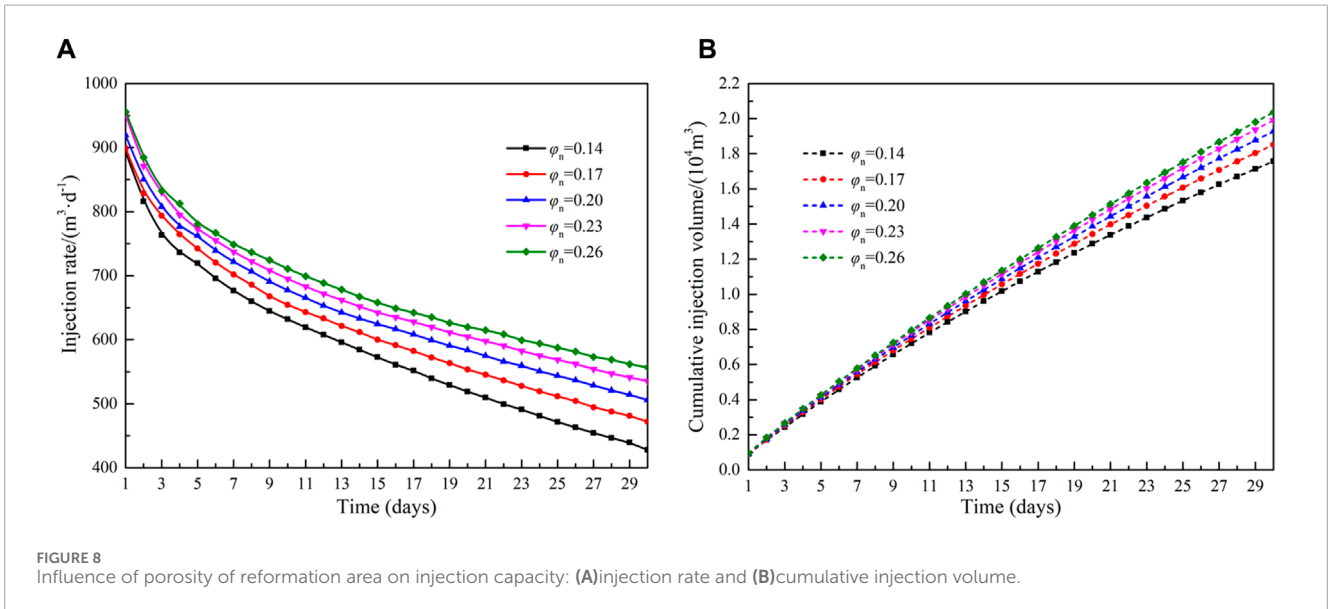 A
B
1000
900
800
700
600
500
400
Injection rate/(m³·d⁻¹)
φn=0.14
φn=0.17
φn=0.20
φn=0.23
φn=0.26
1 3 5 7 9 11 13 15 17 19 21 23 25 27 29
Time (days)
2.2
2.0
1.8
1.6
1.4
1.2
1.0
0.8
0.6
0.4
0.2
0.0
Cumulative injection volume/(10⁴m³)
φn=0.14
φn=0.17
φn=0.20
φn=0.23
φn=0.26
1 3 5 7 9 11 13 15 17 19 21 23 25 27 29
Time (days)
FIGURE 8
Influence of porosity of reformation area on injection capacity: (A)injection rate and (B)cumulative injection volume.